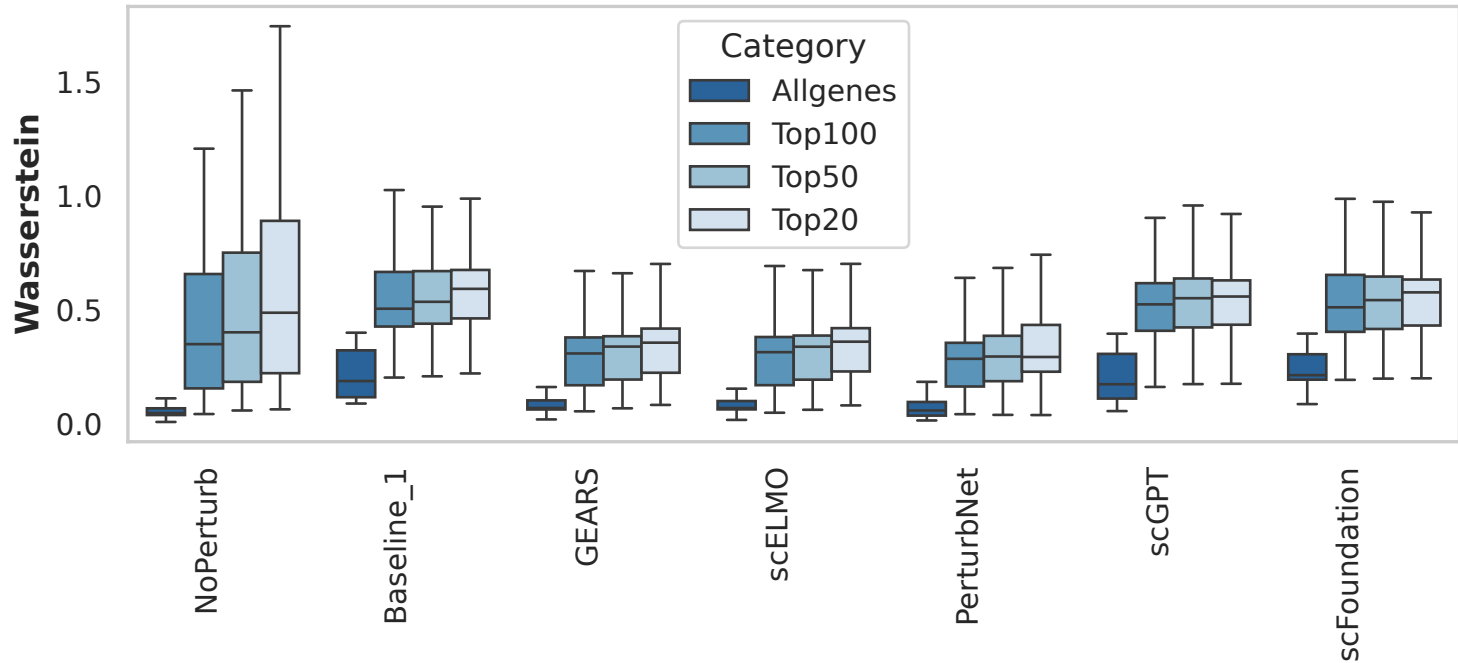 Wasserstein
1.5
1.0
0.5
0.0
Category
Allgenes
Top100
Top50
Top20
NoPerturb
Baseline_1
GEARS
scELMO
PerturbNet
scGPT
scFoundation